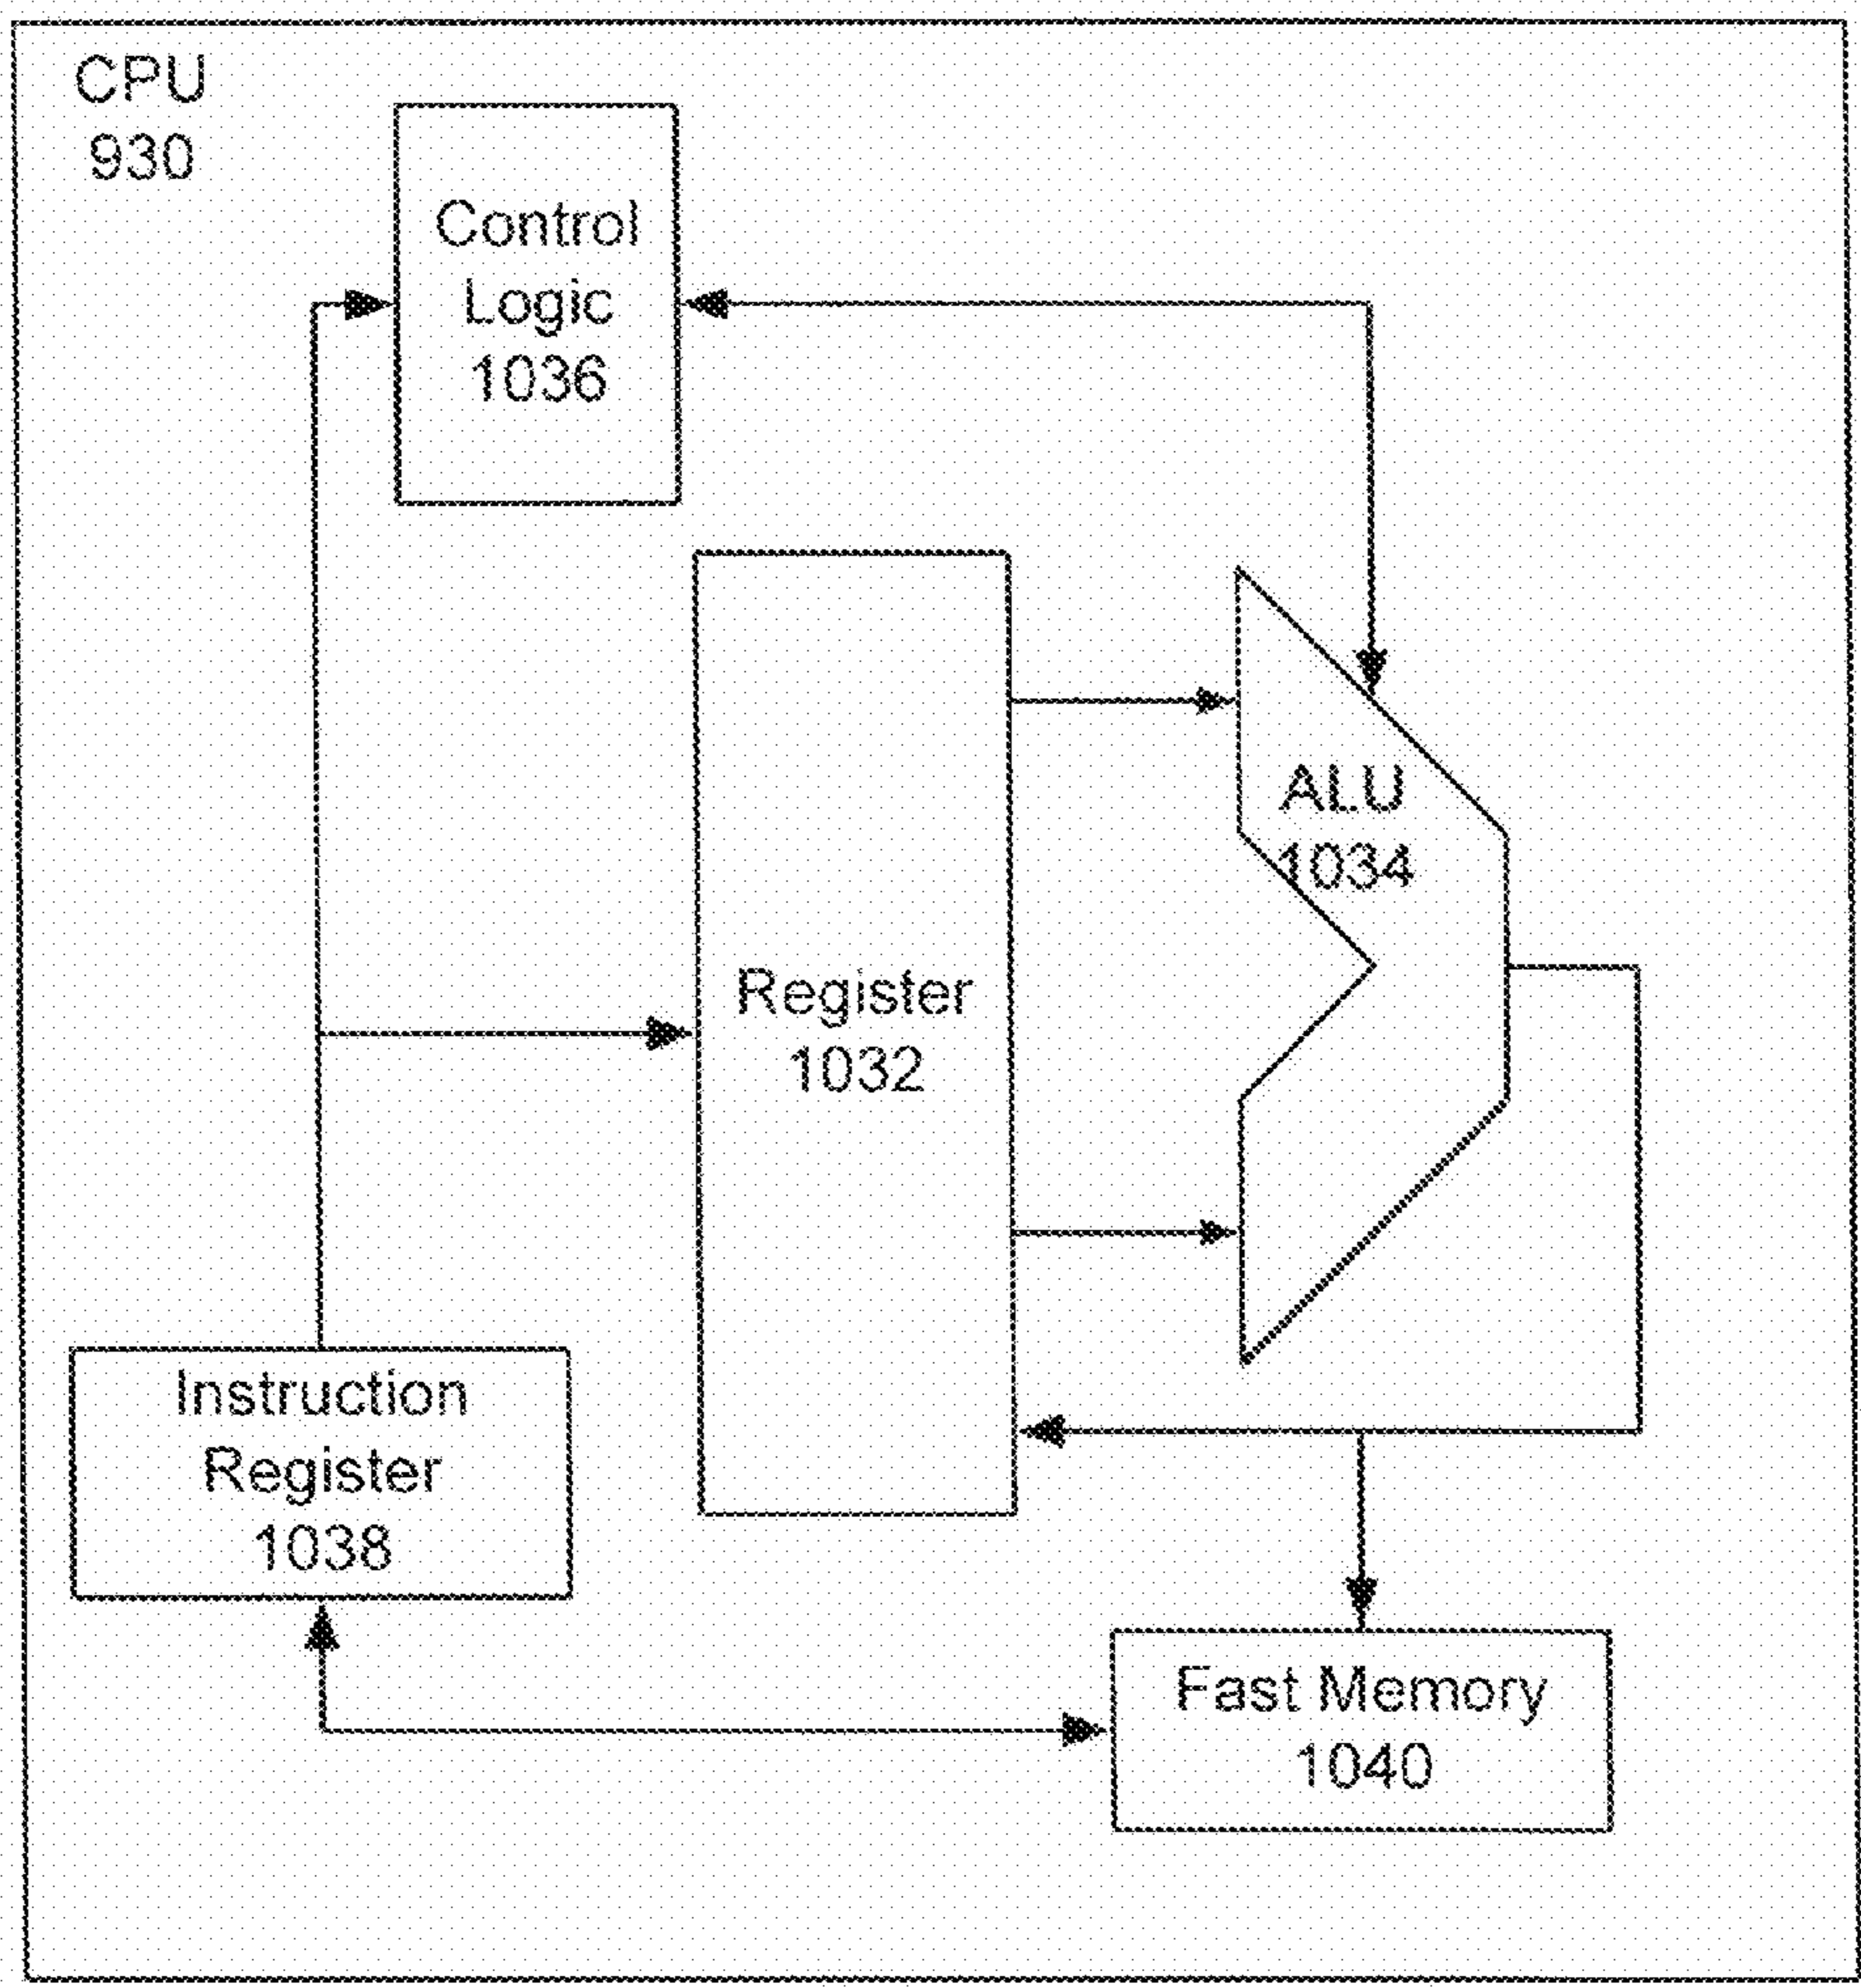 CPU
930
Control
Logic
1036
ALU
1034
Register
1032
Instruction
Register
1038
Fast Memory
1040